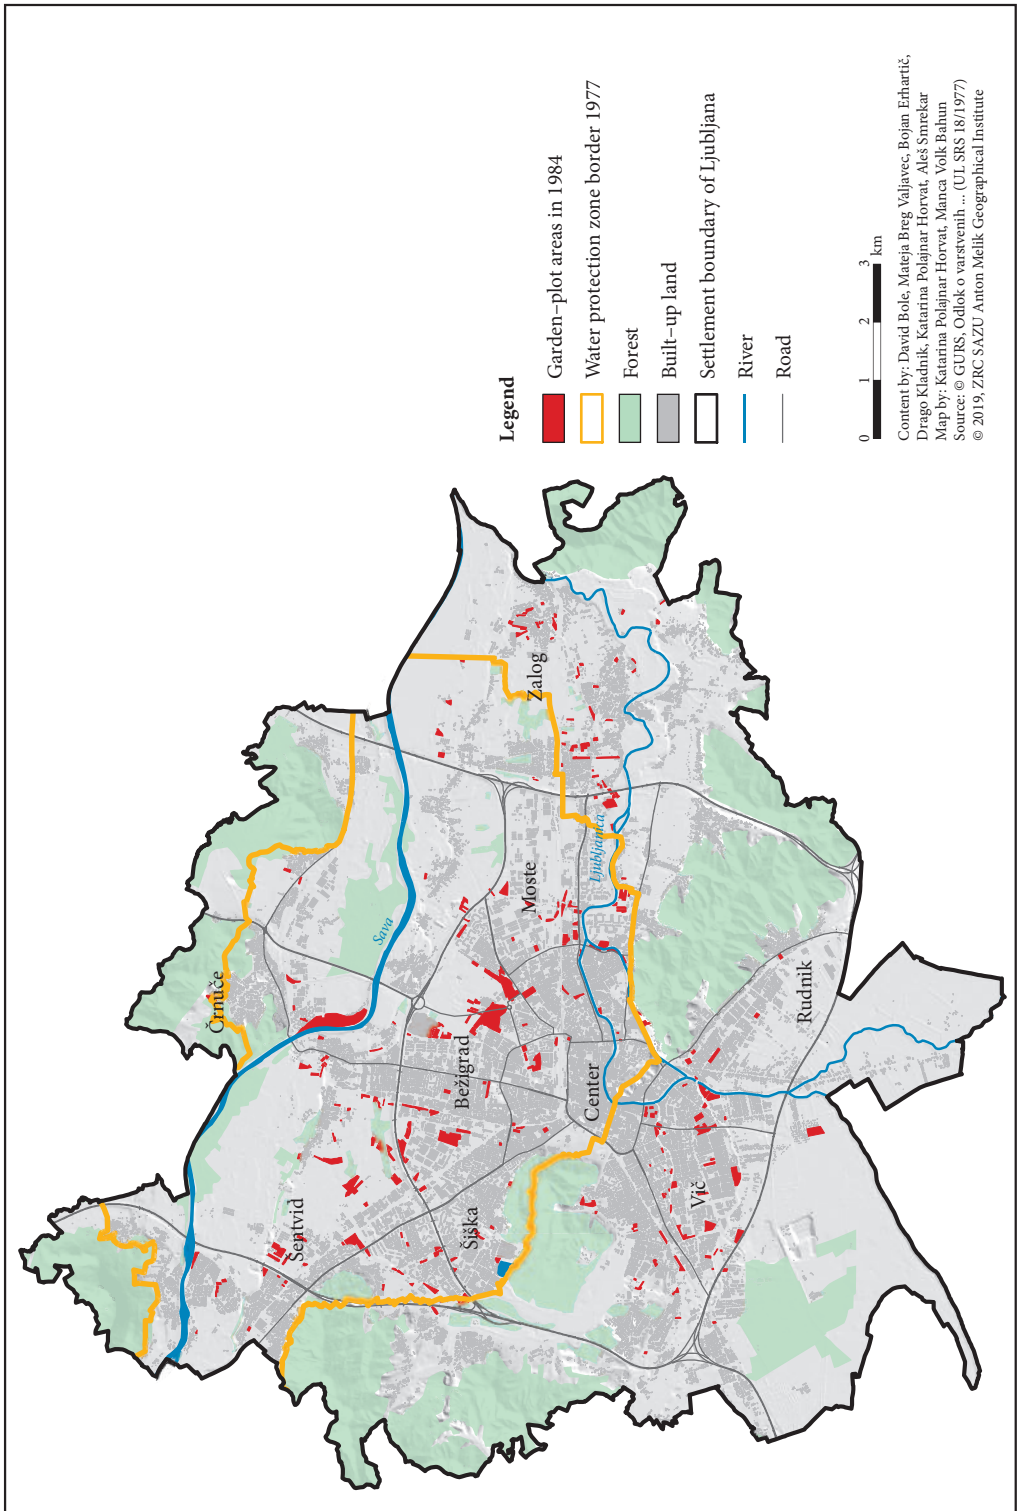 Črnuče
Sava
Šentvid
Bežigrad
Šiška
Moste
Zalog
Ljubljanica
Center
Vič
Rudnik
Legend
Garden–plot areas in 1984
Water protection zone border 1977
Forest
Built–up land
Settlement boundary of Ljubljana
River
Road
0 1 2 3
km
Content by: David Bole, Mateja Breg Valjavec, Bojan Erhartič,
Drago Kladnik, Katarina Polajnar Horvat, Aleš Smrekar
Map by: Katarina Polajnar Horvat, Manca Volk Bahun
Source: © GURS, Odlok o varstvenih ... (UL SRS 18/1977)
© 2019, ZRC SAZU Anton Melik Geographical Institute